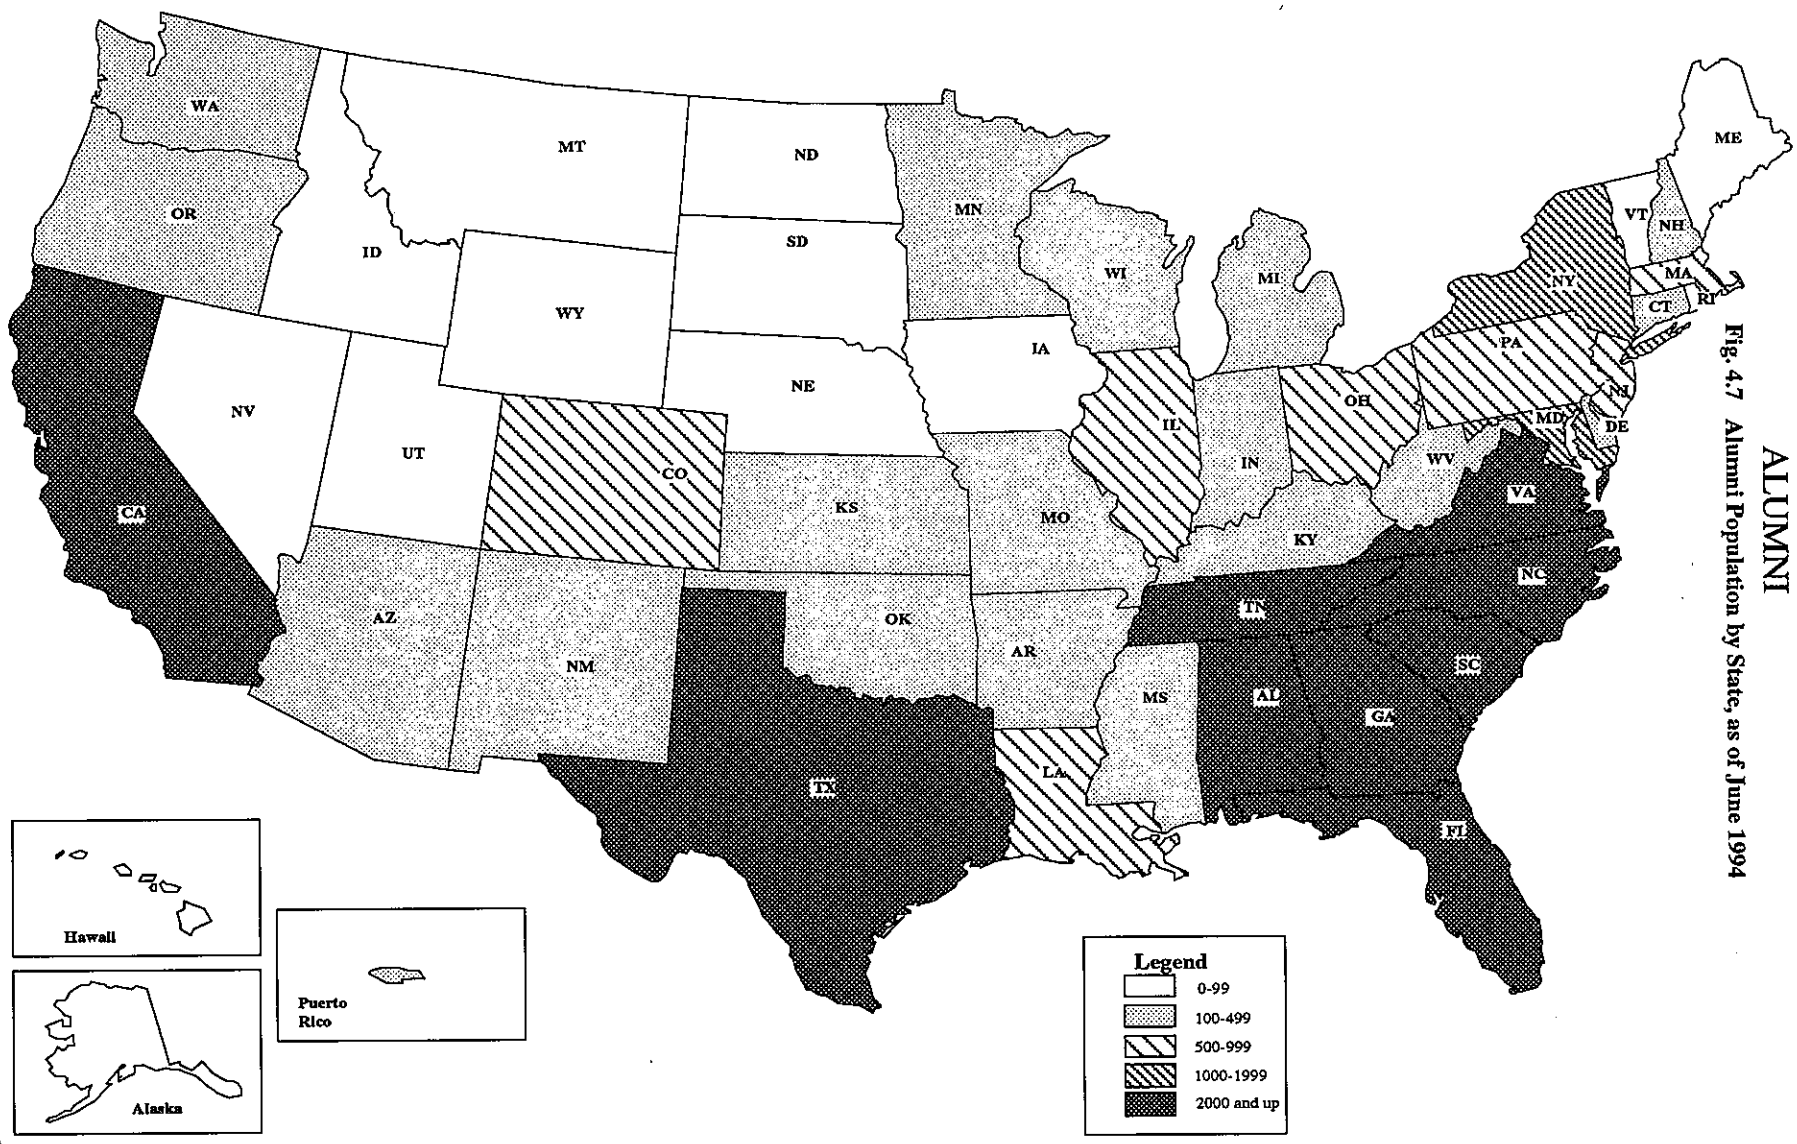 ALUMNI
Fig. 4.7 Alumni Population by State, as of June 1994
WA
MT
ND
ME
OR
MN
VT
NH
ID
SD
WI
MI
NY
MA
RI
CT
WY
IA
PA
NE
NV
OH
NJ
MD
DE
UT
CO
IL
IN
WV
KS
MO
VA
CA
KY
NC
AZ
OK
TN
NM
AR
SC
MS
AL
GA
TX
LA
FL
Hawaii
Puerto
Rico
Alaska
Legend
0-99
100-499
500-999
1000-1999
2000 and up